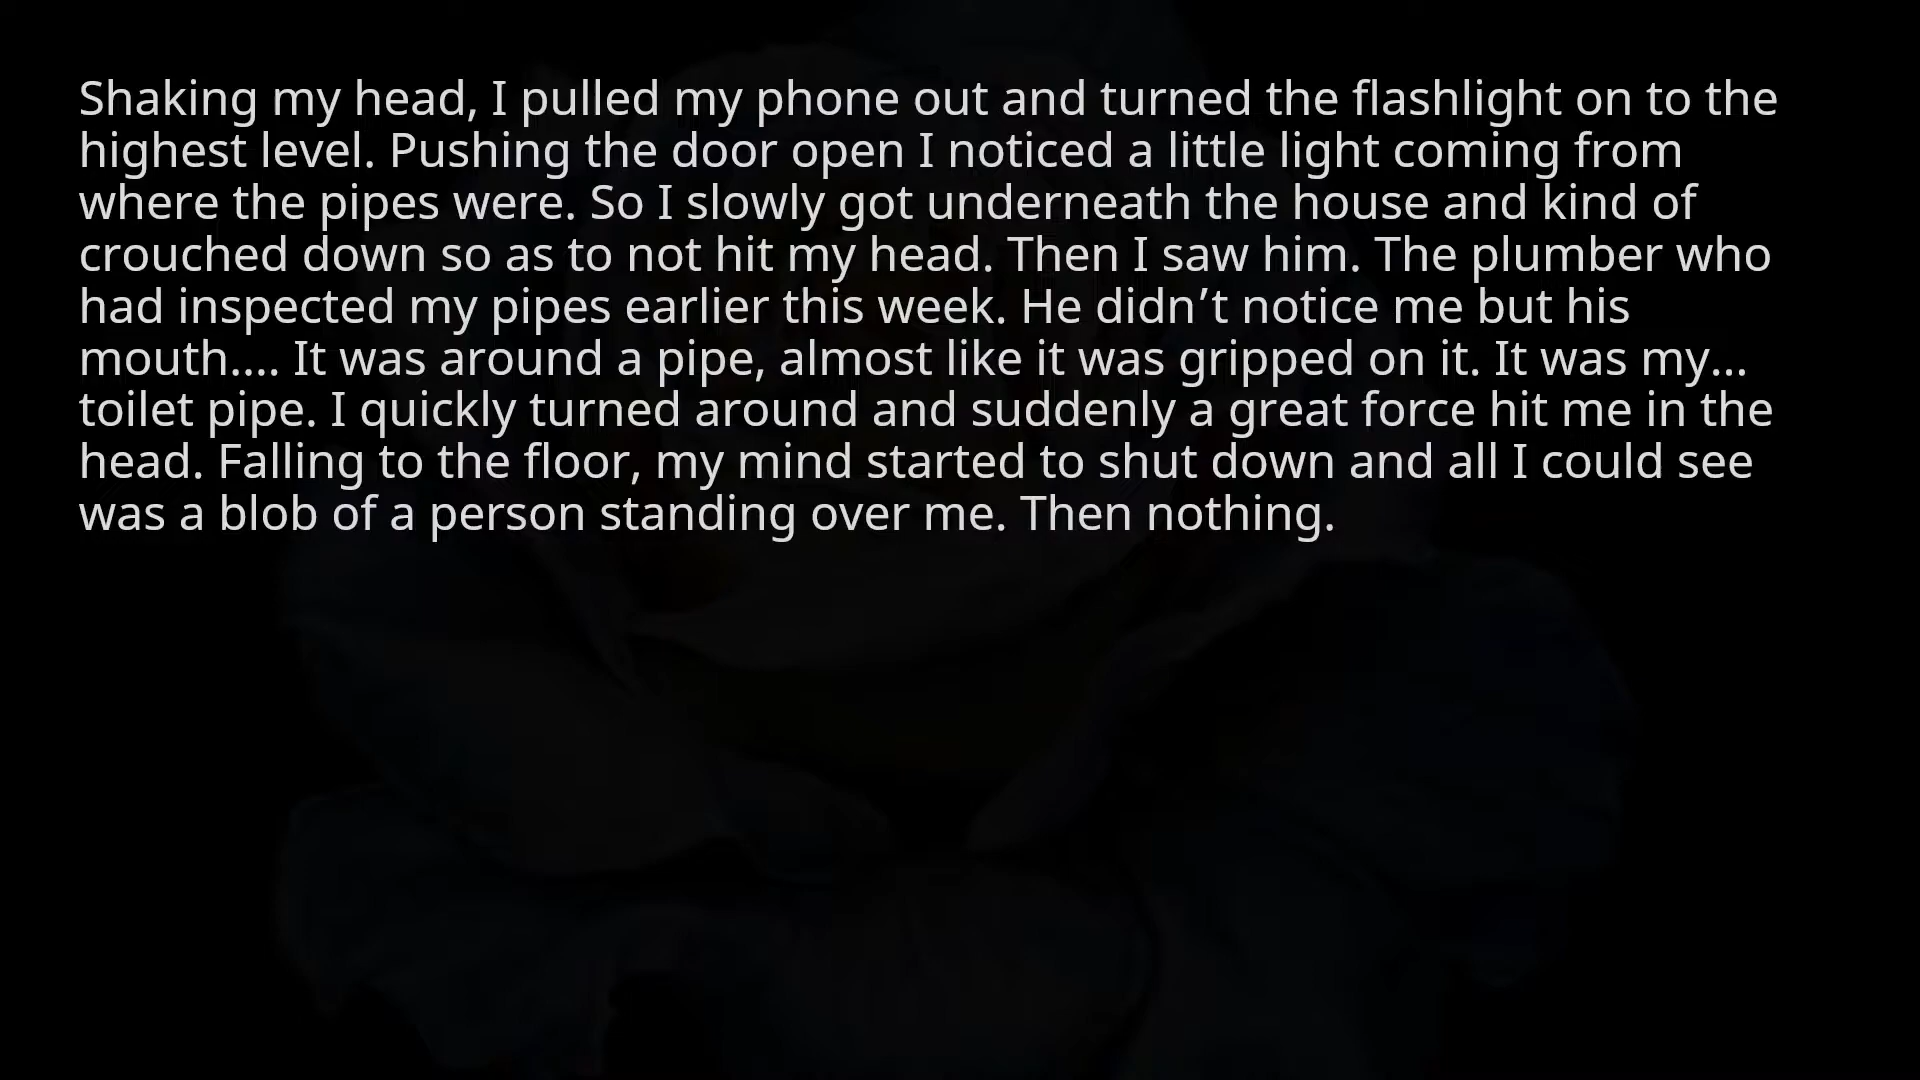 Shaking my head, I pulled my phone out and turned the flashlight on to the
highest level. Pushing the door open I noticed a little light coming from
where the pipes were. So I slowly got underneath the house and kind of
crouched down so as to not hit my head. Then I saw him. The plumber who
had inspected my pipes earlier this week. He didn’t notice me but his
mouth.... It was around a pipe, almost like it was gripped on it. It was my...
toilet pipe. I quickly turned around and suddenly a great force hit me in the
head. Falling to the floor, my mind started to shut down and all I could see
was a blob of a person standing over me. Then nothing.